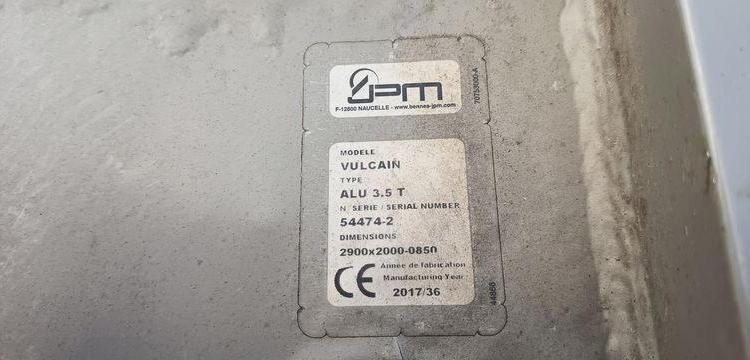 JPM
F-12800 NAUCELLE - www.bennes-jpm.com
MODELE
VULCAIN
TYPE
ALU 3.5 T
N° SERIE / SERIAL NUMBER
54474-2
DIMENSIONS
2900x2000-0850
CE
Année de fabrication
Manufacturing Year
2017/36